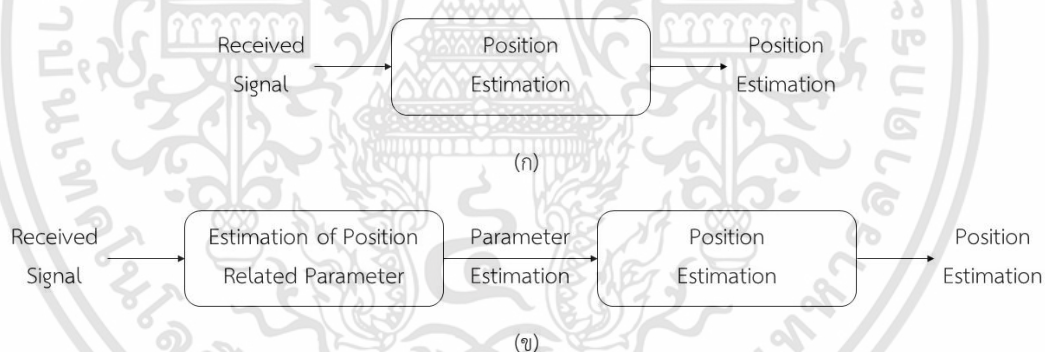 Received
Signal
Position
Estimation
Position
Estimation
(ก)
Received
Signal
Estimation of Position
Related Parameter
Parameter
Estimation
Position
Estimation
Position
Estimation
(ข)